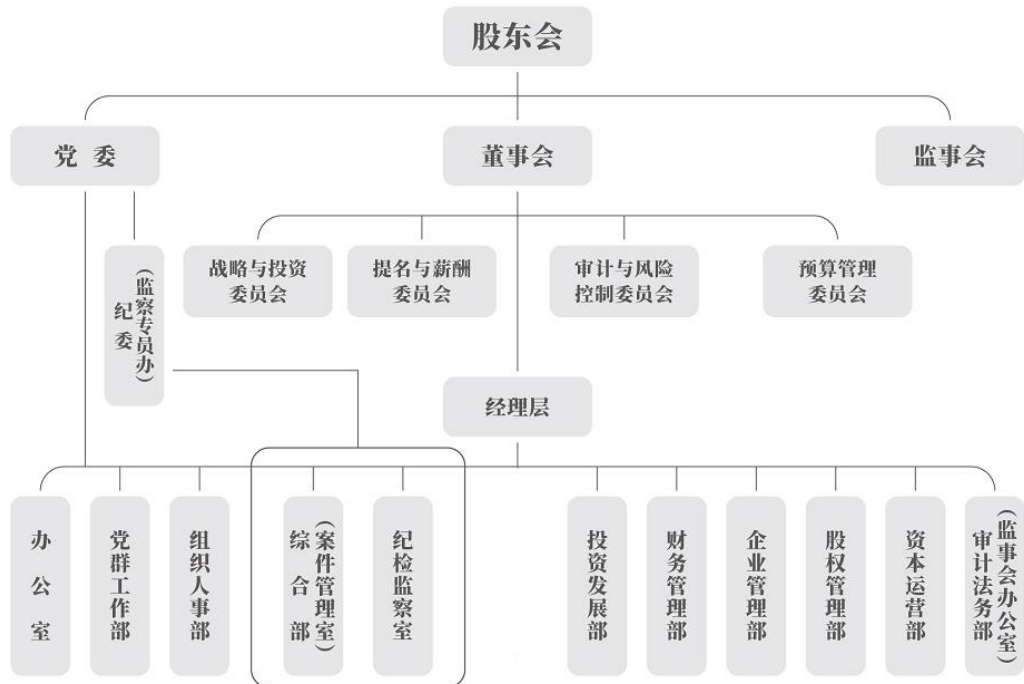 股东会
党 委
董事会
监事会
纪委
(监察专员办)
战略与投资
委员会
提名与薪酬
委员会
审计与风险
控制委员会
预算管理
委员会
经理层
办公室
党群工作部
组织人事部
综合部
(案件管理室)
纪检监察室
投资发展部
财务管理部
企业管理部
股权管理部
资本运营部
审计法务部
(监事会办公室)